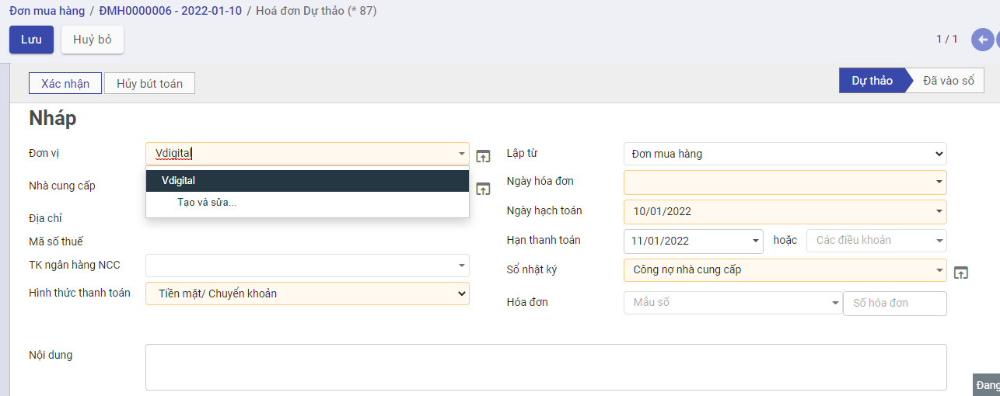 Đơn mua hàng / ĐMH0000006 - 2022-01-10 / Hoá đơn Dự thảo (* 87)
Lưu Huỷ bỏ 1 / 1
Xác nhận Hủy bút toán Dự thảo Đã vào sổ
Nháp
Đơn vị Vdigital Lập từ Đơn mua hàng
Vdigital
Nhà cung cấp Ngày hóa đơn
Tạo và sửa...
Địa chỉ Ngày hạch toán 10/01/2022
Mã số thuế Hạn thanh toán 11/01/2022 hoặc Các điều khoản
TK ngân hàng NCC Sổ nhật ký Công nợ nhà cung cấp
Hình thức thanh toán Tiền mặt/ Chuyển khoản Hóa đơn Mẫu số Số hóa đơn
Nội dung
Đang